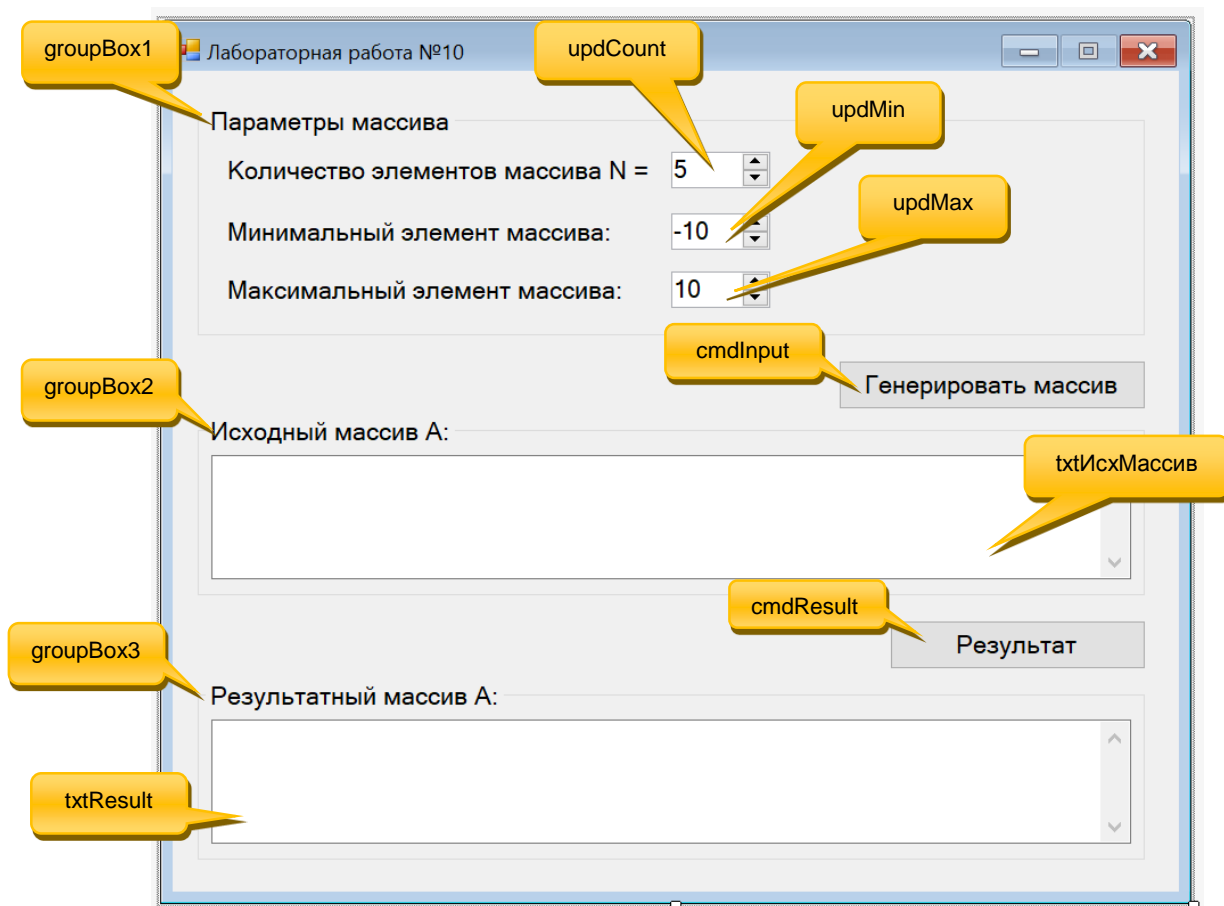 groupBox1
Лабораторная работа №10
updCount
updMin
Параметры массива
Количество элементов массива N =
5
updMax
Минимальный элемент массива:
-10
Максимальный элемент массива:
10
cmdInput
Генерировать массив
groupBox2
Исходный массив A:
txtИсхМассив
cmdResult
Результат
groupBox3
Результатный массив A:
txtResult